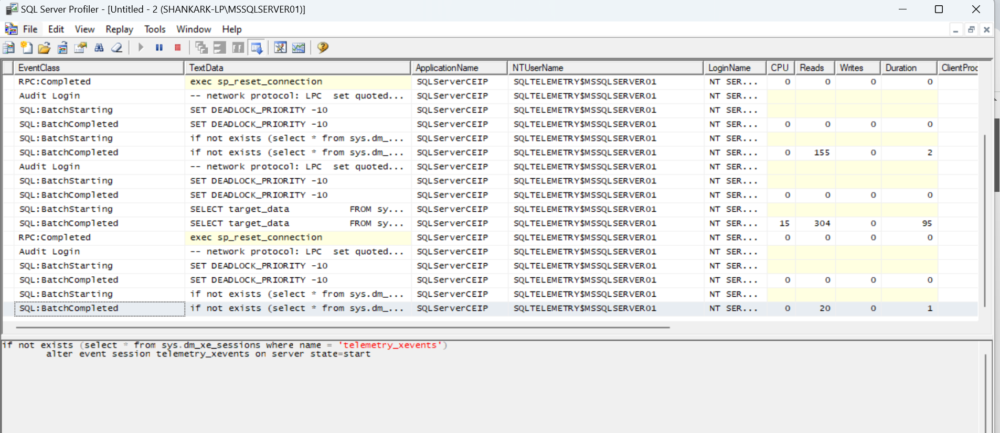 SQL Server Profiler - [Untitled - 2 (SHANKARK-LP\MSSQLSERVER01)]
File Edit View Replay Tools Window Help
EventClass TextData ApplicationName NTUserName LoginName CPU Reads Writes Duration ClientProc
RPC:Completed exec sp_reset_connection SQLServerCEIP SQLTELEMETRY$MSSQLSERVER01 NT SER... 0 0 0 0
Audit Login -- network protocol: LPC set quoted... SQLServerCEIP SQLTELEMETRY$MSSQLSERVER01 NT SER...
SQL:BatchStarting SET DEADLOCK_PRIORITY -10 SQLServerCEIP SQLTELEMETRY$MSSQLSERVER01 NT SER...
SQL:BatchCompleted SET DEADLOCK_PRIORITY -10 SQLServerCEIP SQLTELEMETRY$MSSQLSERVER01 NT SER... 0 0 0 0
SQL:BatchStarting if not exists (select * from sys.dm_... SQLServerCEIP SQLTELEMETRY$MSSQLSERVER01 NT SER...
SQL:BatchCompleted if not exists (select * from sys.dm_... SQLServerCEIP SQLTELEMETRY$MSSQLSERVER01 NT SER... 0 155 0 2
Audit Login -- network protocol: LPC set quoted... SQLServerCEIP SQLTELEMETRY$MSSQLSERVER01 NT SER...
SQL:BatchStarting SET DEADLOCK_PRIORITY -10 SQLServerCEIP SQLTELEMETRY$MSSQLSERVER01 NT SER...
SQL:BatchCompleted SET DEADLOCK_PRIORITY -10 SQLServerCEIP SQLTELEMETRY$MSSQLSERVER01 NT SER... 0 0 0 0
SQL:BatchStarting SELECT target_data FROM sy... SQLServerCEIP SQLTELEMETRY$MSSQLSERVER01 NT SER...
SQL:BatchCompleted SELECT target_data FROM sy... SQLServerCEIP SQLTELEMETRY$MSSQLSERVER01 NT SER... 15 304 0 95
RPC:Completed exec sp_reset_connection SQLServerCEIP SQLTELEMETRY$MSSQLSERVER01 NT SER... 0 0 0 0
Audit Login -- network protocol: LPC set quoted... SQLServerCEIP SQLTELEMETRY$MSSQLSERVER01 NT SER...
SQL:BatchStarting SET DEADLOCK_PRIORITY -10 SQLServerCEIP SQLTELEMETRY$MSSQLSERVER01 NT SER...
SQL:BatchCompleted SET DEADLOCK_PRIORITY -10 SQLServerCEIP SQLTELEMETRY$MSSQLSERVER01 NT SER... 0 0 0 0
SQL:BatchStarting if not exists (select * from sys.dm_... SQLServerCEIP SQLTELEMETRY$MSSQLSERVER01 NT SER...
SQL:BatchCompleted if not exists (select * from sys.dm_... SQLServerCEIP SQLTELEMETRY$MSSQLSERVER01 NT SER... 0 20 0 1
if not exists (select * from sys.dm_xe_sessions where name = 'telemetry_xevents')
alter event session telemetry_xevents on server state=start